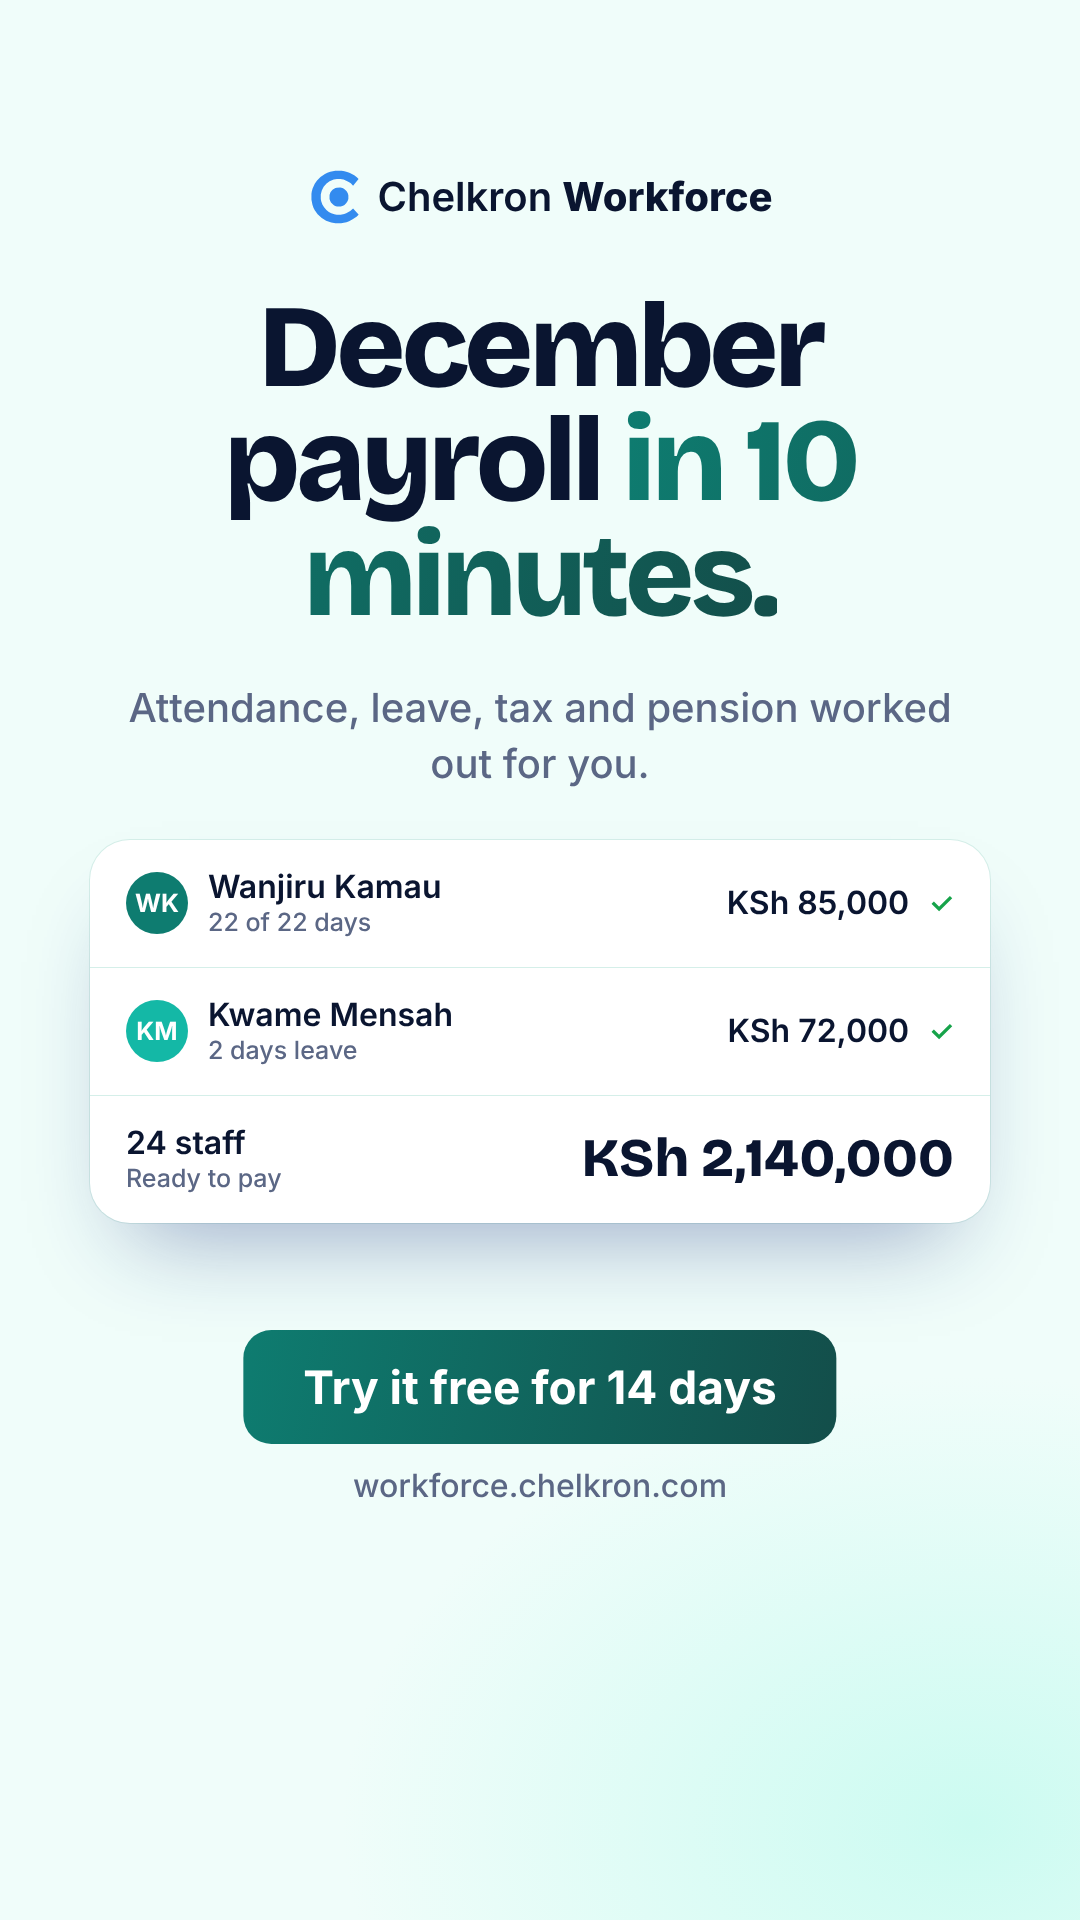 Chelkron Workforce
December
payroll in 10
minutes.
Attendance, leave, tax and pension worked
out for you.
WK
Wanjiru Kamau
22 of 22 days
KSh 85,000
KM
Kwame Mensah
2 days leave
KSh 72,000
24 staff
Ready to pay
KSh 2,140,000
Try it free for 14 days
workforce.chelkron.com